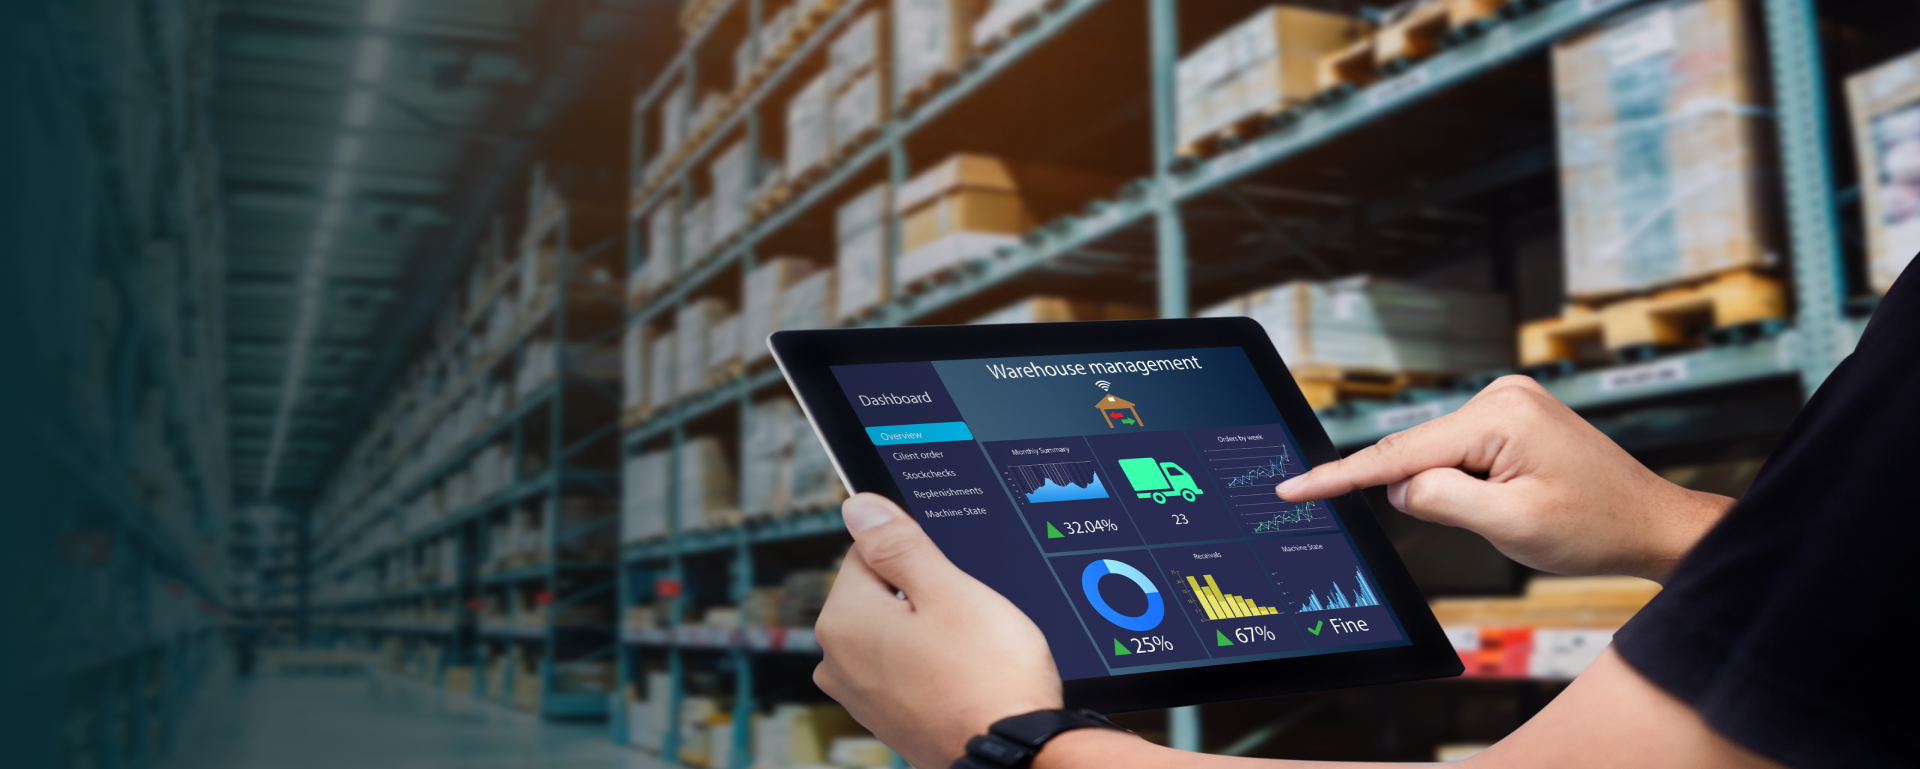 Warehouse management
Dashboard
Overview
Cilent order
Stockchecks
Replenishments
Machine State
Monthly Summary
32.04%
23
Orders by week
25%
Receivals
67%
Machine State
Fine